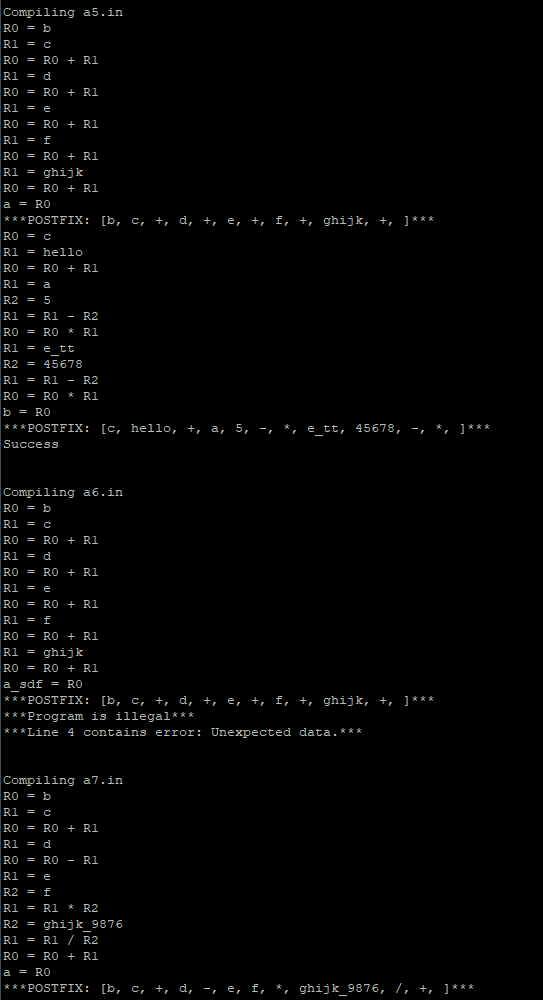 Compiling a5.in
R0 = b
R1 = c
R0 = R0 + R1
R1 = d
R0 = R0 + R1
R1 = e
R0 = R0 + R1
R1 = f
R0 = R0 + R1
R1 = ghijk
R0 = R0 + R1
a = R0
***POSTFIX: [b, c, +, d, +, e, +, f, +, ghijk, +, ]***
R0 = c
R1 = hello
R0 = R0 + R1
R1 = a
R2 = 5
R1 = R1 - R2
R0 = R0 * R1
R1 = e_tt
R2 = 45678
R1 = R1 - R2
R0 = R0 * R1
b = R0
***POSTFIX: [c, hello, +, a, 5, -, *, e_tt, 45678, -, *, ]***
Success
Compiling a6.in
R0 = b
R1 = c
R0 = R0 + R1
R1 = d
R0 = R0 + R1
R1 = e
R0 = R0 + R1
R1 = f
R0 = R0 + R1
R1 = ghijk
R0 = R0 + R1
a_sdf = R0
***POSTFIX: [b, c, +, d, +, e, +, f, +, ghijk, +, ]***
***Program is illegal***
***Line 4 contains error: Unexpected data.***
Compiling a7.in
R0 = b
R1 = c
R0 = R0 + R1
R1 = d
R0 = R0 - R1
R1 = e
R2 = f
R1 = R1 * R2
R2 = ghijk_9876
R1 = R1 / R2
R0 = R0 + R1
a = R0
***POSTFIX: [b, c, +, d, -, e, f, *, ghijk_9876, /, +, ]***